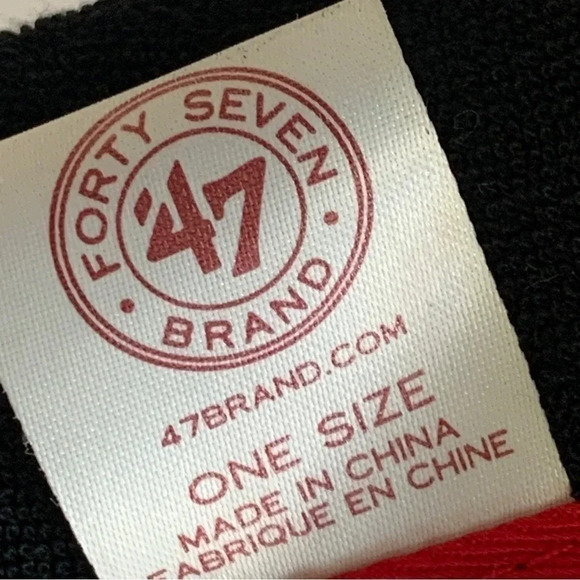 FORTY SEVEN
'47
BRAND
47BRAND.COM
ONE SIZE
MADE IN CHINA
FABRIQUE EN CHINE